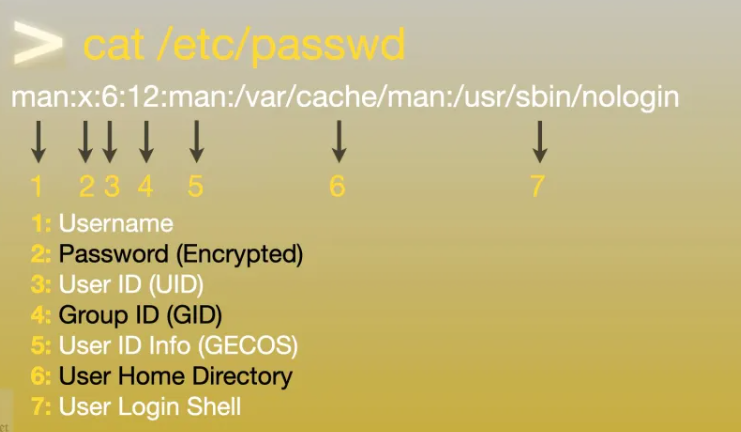 > cat /etc/passwd
man:x:6:12:man:/var/cache/man:/usr/sbin/nologin
1 2 3 4 5 6 7
1: Username
2: Password (Encrypted)
3: User ID (UID)
4: Group ID (GID)
5: User ID Info (GECOS)
6: User Home Directory
7: User Login Shell